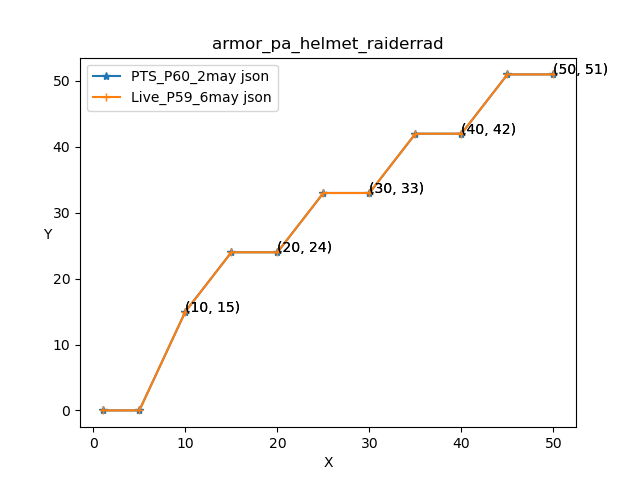 armor_pa_helmet_raiderrad
PTS_P60_2may json
Live_P59_6may json
(50, 51)
(40, 42)
(30, 33)
(20, 24)
(10, 15)
Y
50
40
30
20
10
0
0 10 20 30 40 50
X